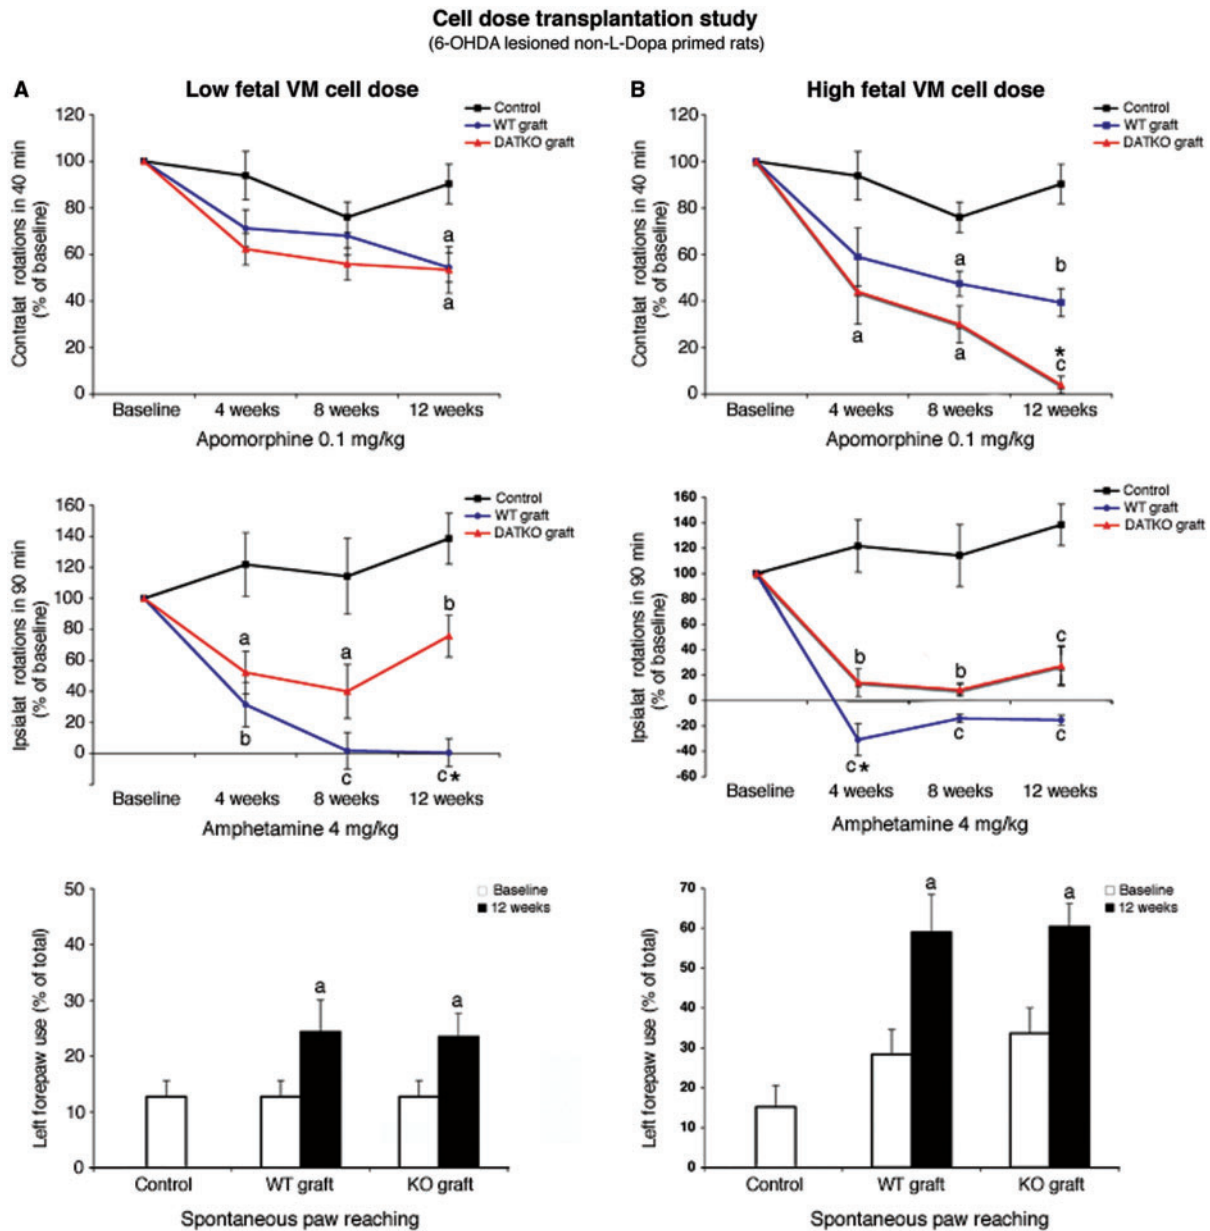 Cell dose transplantation study
(6-OHDA lesioned non-L-Dopa primed rats)
A
Low fetal VM cell dose
Control
WT graft
DATKO graft
Contralat rotations in 40 min
(% of baseline)
120
100
80
60
40
20
0
a
a
Baseline
4 weeks
8 weeks
12 weeks
Apomorphine 0.1 mg/kg
B
High fetal VM cell dose
Control
WT graft
DATKO graft
Contralat rotations in 40 min
(% of baseline)
120
100
80
60
40
20
0
a
b
a
a
*
c
Baseline
4 weeks
8 weeks
12 weeks
Apomorphine 0.1 mg/kg
Control
WT graft
DATKO graft
Ipsialat rotations in 90 min
(% of baseline)
160
140
120
100
80
60
40
20
0
a
a
b
b
c
c*
Baseline
4 weeks
8 weeks
12 weeks
Amphetamine 4 mg/kg
Control
WT graft
DATKO graft
Ipsialat rotations in 90 min
(% of baseline)
160
140
120
100
80
60
40
20
0
-20
-40
-60
b
b
c
c*
c
c
Baseline
4 weeks
8 weeks
12 weeks
Amphetamine 4 mg/kg
Baseline
12 weeks
Left forepaw use (% of total)
50
40
30
20
10
0
a
a
Control
WT graft
KO graft
Spontaneous paw reaching
Baseline
12 weeks
Left forepaw use (% of total)
70
60
50
40
30
20
10
0
a
a
Control
WT graft
KO graft
Spontaneous paw reaching